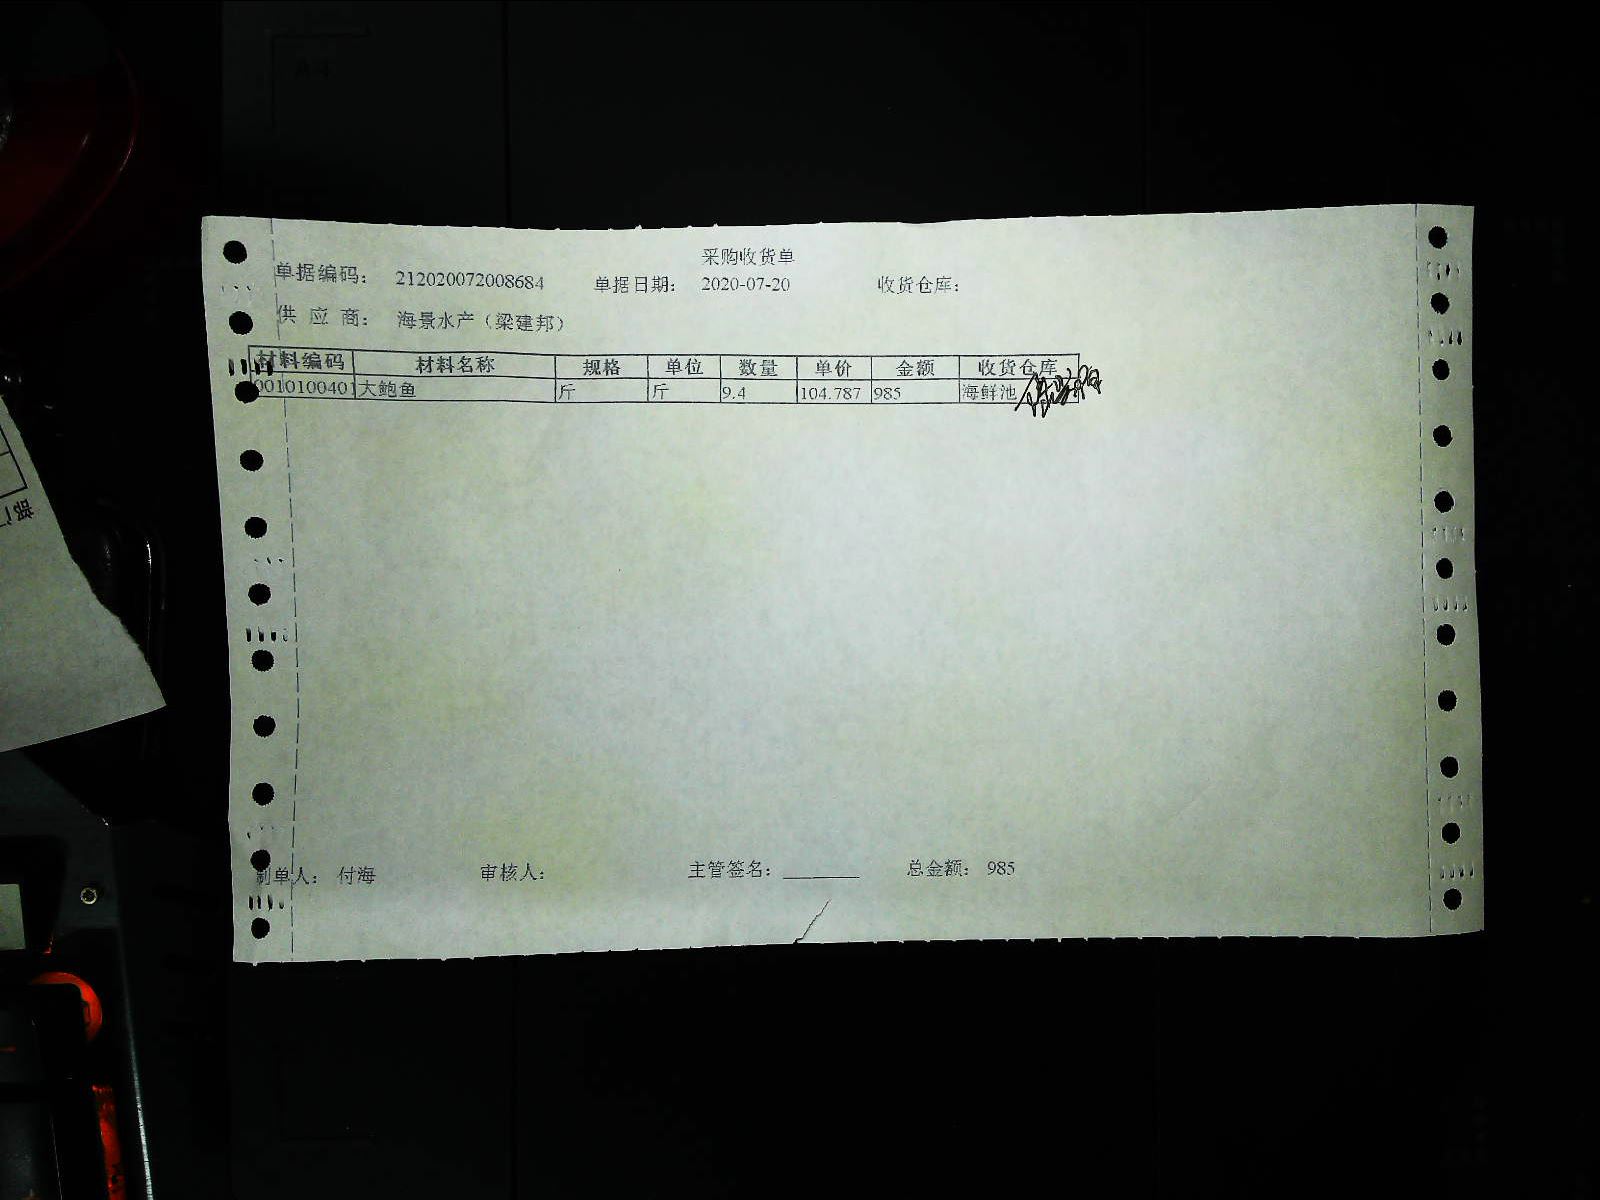 采购收货单
单据编码： 212020072008684 单据日期： 2020-07-20 收货仓库：
供 应 商： 海景水产（梁建邦）
材料编码 材料名称 规格 单位 数量 单价 金额 收货仓库
0010100401 大鲍鱼 斤 斤 9.4 104.787 985 海鲜池
制单人： 付海 审核人： 主管签名：________ 总金额： 985
部门